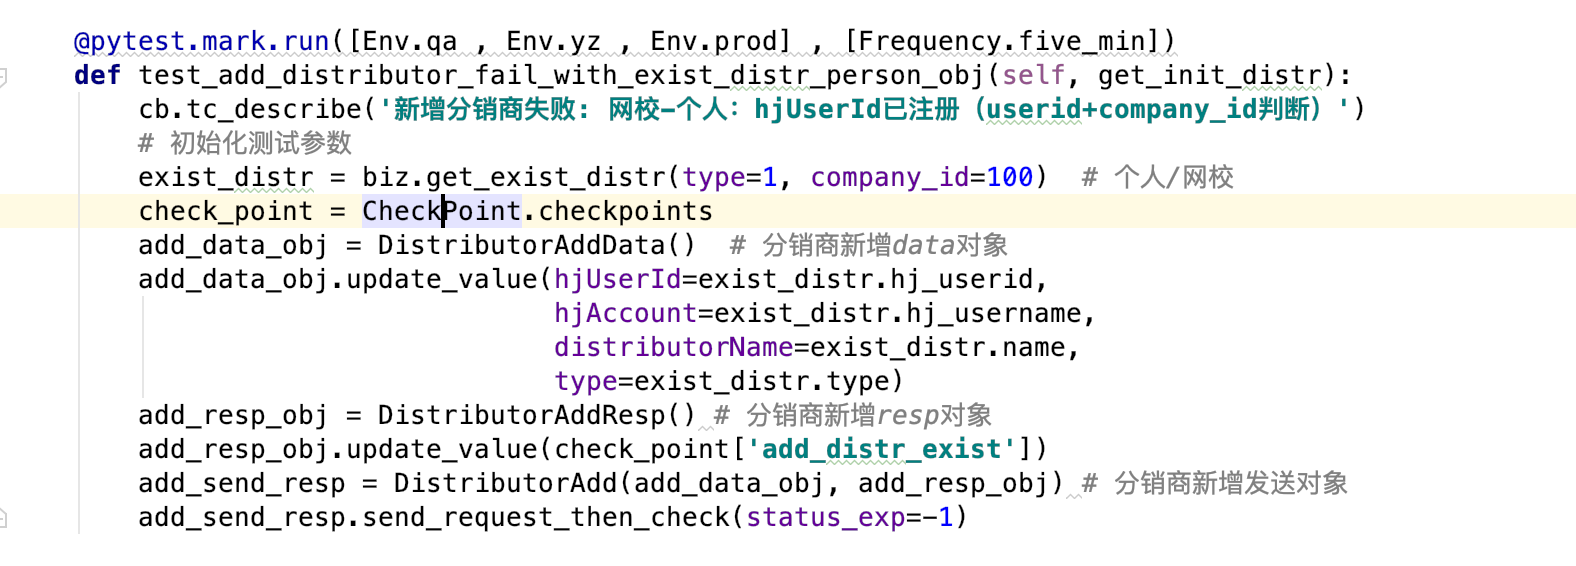 @pytest.mark.run([Env.qa , Env.yz , Env.prod] , [Frequency.five_min])
def test_add_distributor_fail_with_exist_distr_person_obj(self, get_init_distr):
cb.tc_describe('新增分销商失败: 网校-个人: hjUserId已注册（userid+company_id判断）')
# 初始化测试参数
exist_distr = biz.get_exist_distr(type=1, company_id=100)  # 个人/网校
check_point = CheckPoint.checkpoints
add_data_obj = DistributorAddData()  # 分销商新增data对象
add_data_obj.update_value(hjUserId=exist_distr.hj_userid,
hjAccount=exist_distr.hj_username,
distributorName=exist_distr.name,
type=exist_distr.type)
add_resp_obj = DistributorAddResp() # 分销商新增resp对象
add_resp_obj.update_value(check_point['add_distr_exist'])
add_send_resp = DistributorAdd(add_data_obj, add_resp_obj) # 分销商新增发送对象
add_send_resp.send_request_then_check(status_exp=-1)